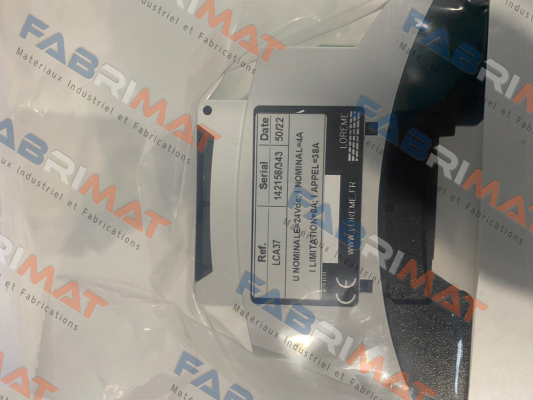 Ref. Serial Date
LCA37 142158/343 50/22
U NOMINALE=24Vdc; I NOMINAL=4A
I LIMITATION=8A; I APPEL=38A
CE WWW.LOREME.FR LOREME
FABRIMAT
Materiaux Industriel et Fabrications